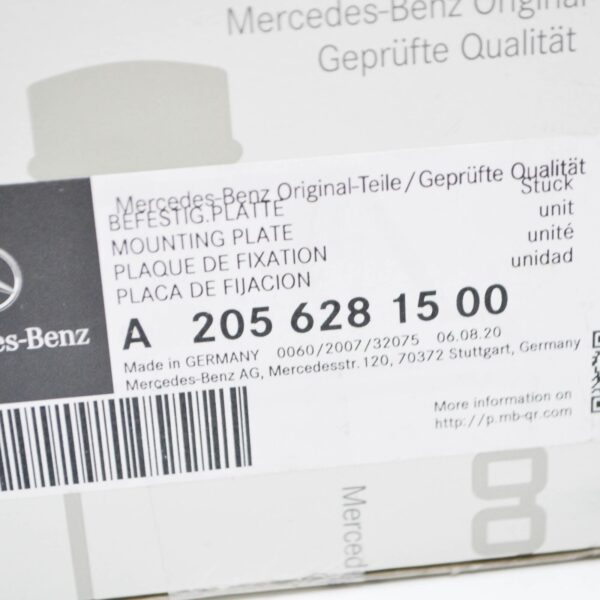 Mercedes-Benz Original
Geprüfte Qualität
Mercedes-Benz Original-Teile/Geprüfte Qualität
BEFESTIG.PLATTE Stück
MOUNTING PLATE unit
PLAQUE DE FIXATION unité
PLACA DE FIJACION unidad
A 205 628 15 00
Made in GERMANY 0060/2007/32075 06.08.20
Mercedes-Benz AG, Mercedesstr.120, 70372 Stuttgart, Germany
es-Benz
More information on
http://p.mb-qr.com
Merced